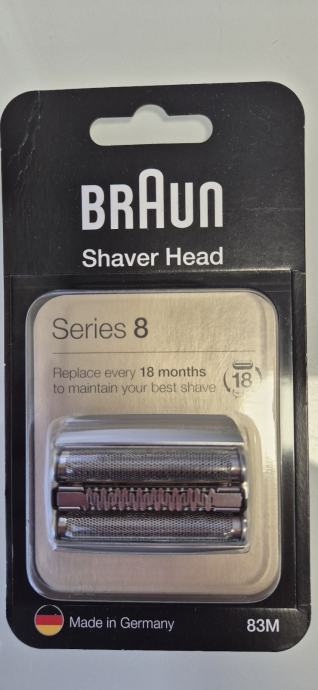 BRAUN
Shaver Head
Series 8
Replace every 18 months
to maintain your best shave
18
Made in Germany
83M